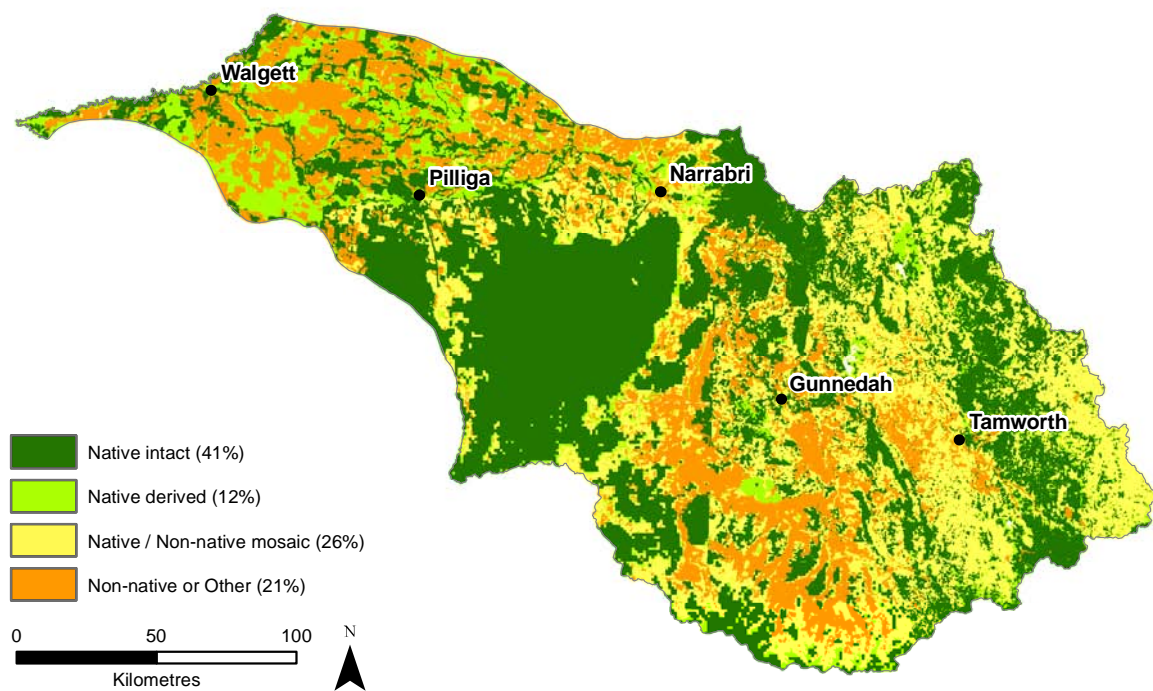 Walgett
Pilliga
Narrabri
Gunnedah
Tamworth
Native intact (41%)
Native derived (12%)
Native / Non-native mosaic (26%)
Non-native or Other (21%)
0 50 100
Kilometres
N